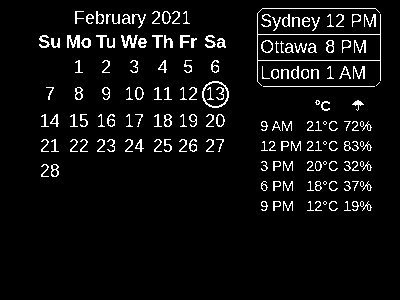 February 2021
Su Mo Tu We Th Fr Sa
1 2 3 4 5 6
7 8 9 10 11 12 13
14 15 16 17 18 19 20
21 22 23 24 25 26 27
28
Sydney 12 PM
Ottawa 8 PM
London 1 AM
°C ☂
9 AM 21°C 72%
12 PM 21°C 83%
3 PM 20°C 32%
6 PM 18°C 37%
9 PM 12°C 19%